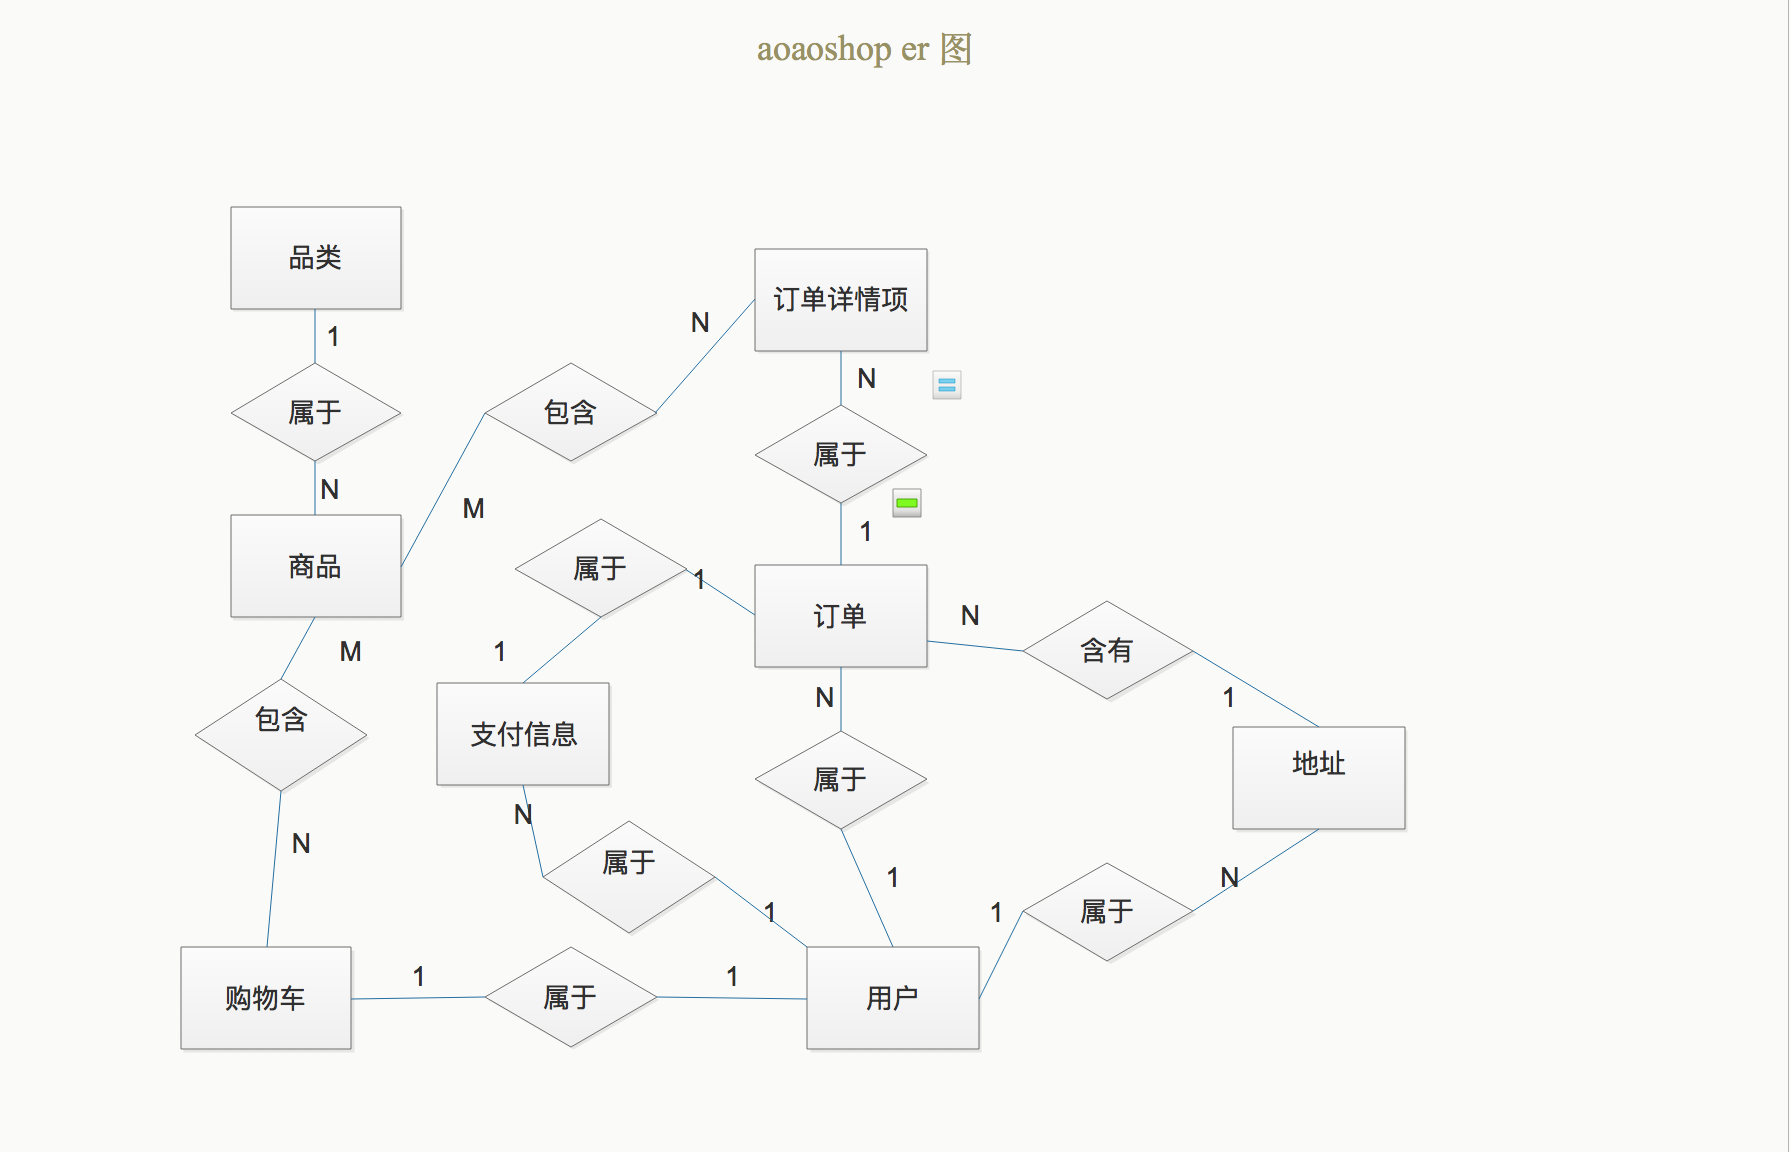 aoaoshop er 图
品类
订单详情项
1
N
N
属于
包含
属于
N
M
1
商品
属于
1
订单
N
含有
M
1
N
1
包含
支付信息
属于
地址
N
N
属于
1
N
1
1
属于
1
1
购物车
属于
用户